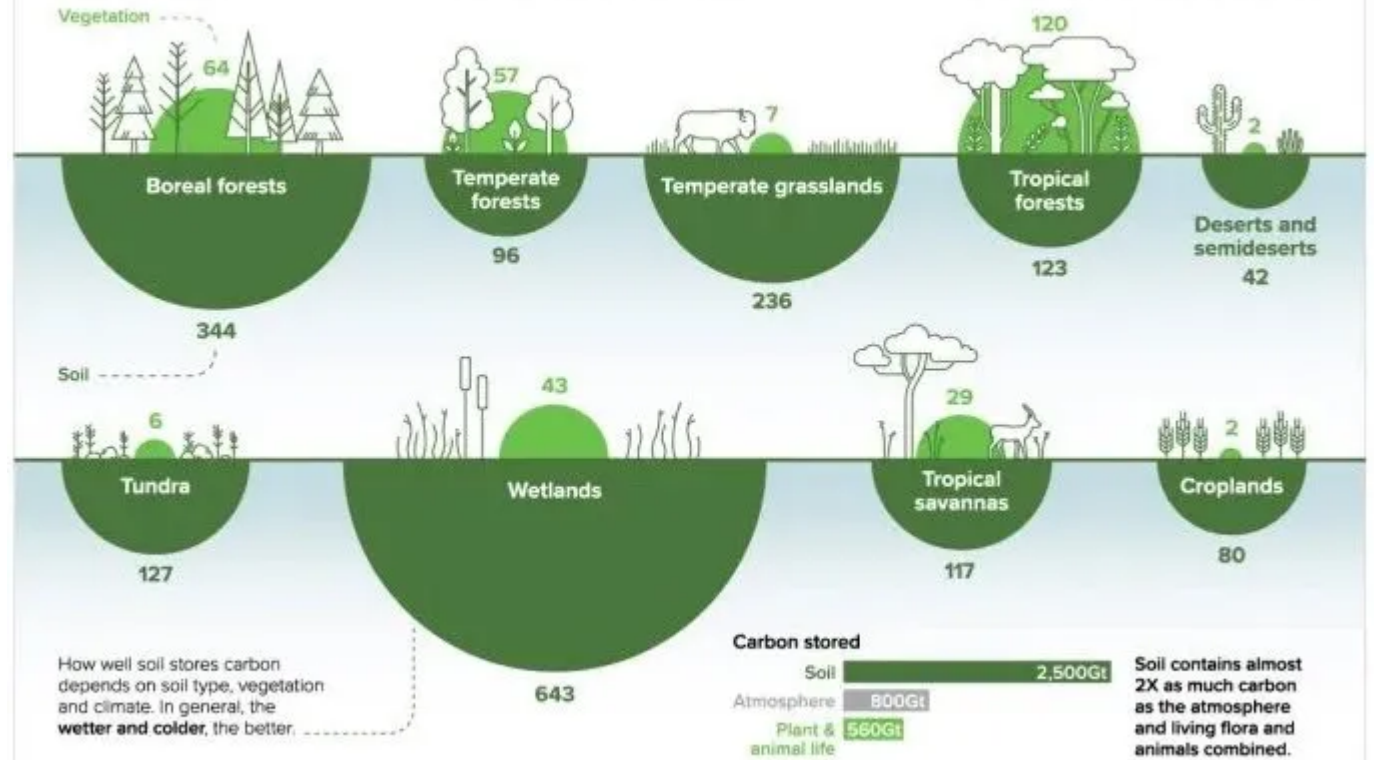 Vegetation
64
57
7
120
2
Boreal forests
Temperate
forests
Temperate grasslands
Tropical
forests
Deserts and
semideserts
344
96
236
123
42
Soil
6
43
29
2
Tundra
Wetlands
Tropical
savannas
Croplands
127
643
117
80
How well soil stores carbon
depends on soil type, vegetation
and climate. In general, the
wetter and colder, the better.
Carbon stored
Soil 2,500Gt
Atmosphere 800Gt
Plant & 560Gt
animal life
Soil contains almost
2X as much carbon
as the atmosphere
and living flora and
animals combined.